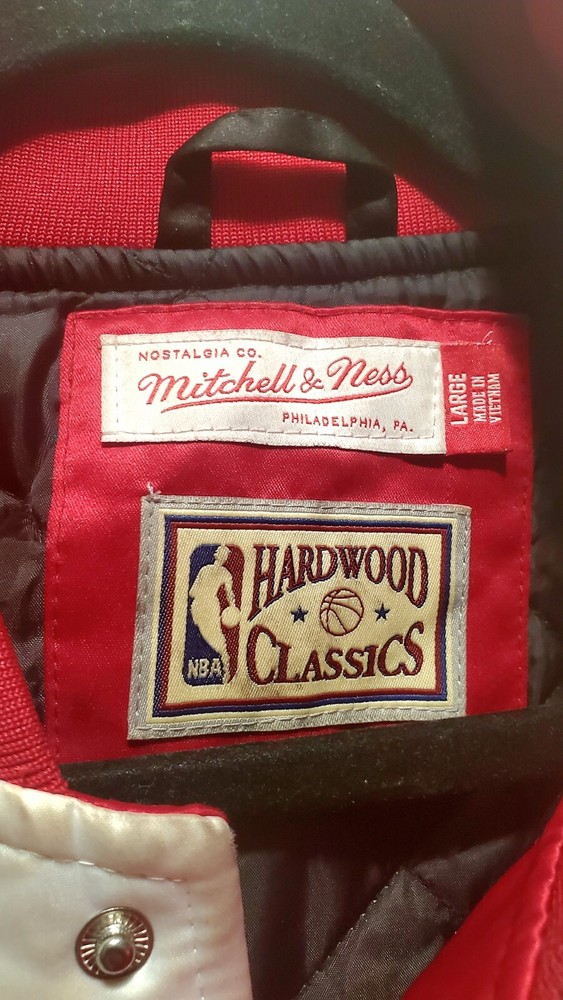 NOSTALGIA CO.
Mitchell & Ness
PHILADELPHIA, PA.
LARGE
MADE IN
VIETNAM
HARDWOOD
CLASSICS
NBA